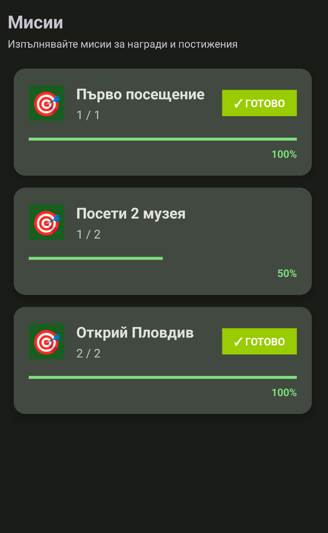 Мисии
Изпълнявайте мисии за награди и постижения
Първо посещение
1 / 1
✓ ГОТОВО
100%
Посети 2 музея
1 / 2
50%
Открий Пловдив
2 / 2
✓ ГОТОВО
100%